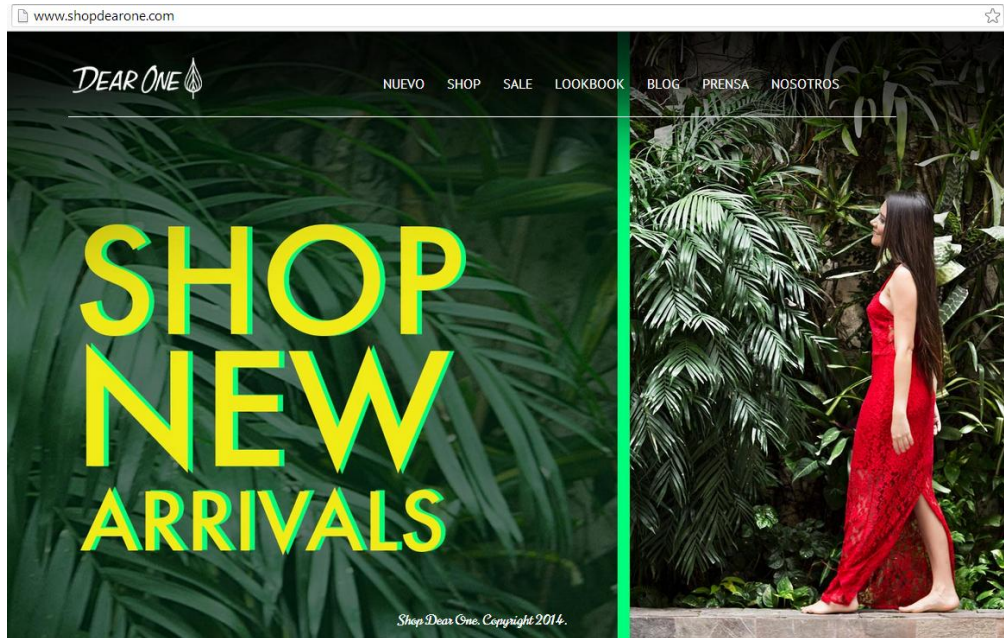 www.shopdearone.com
DEAR ONE
NUEVO SHOP SALE LOOKBOOK BLOG PRENSA NOSOTROS
SHOP
NEW
ARRIVALS
Shop Dear One. Copyright 2014.